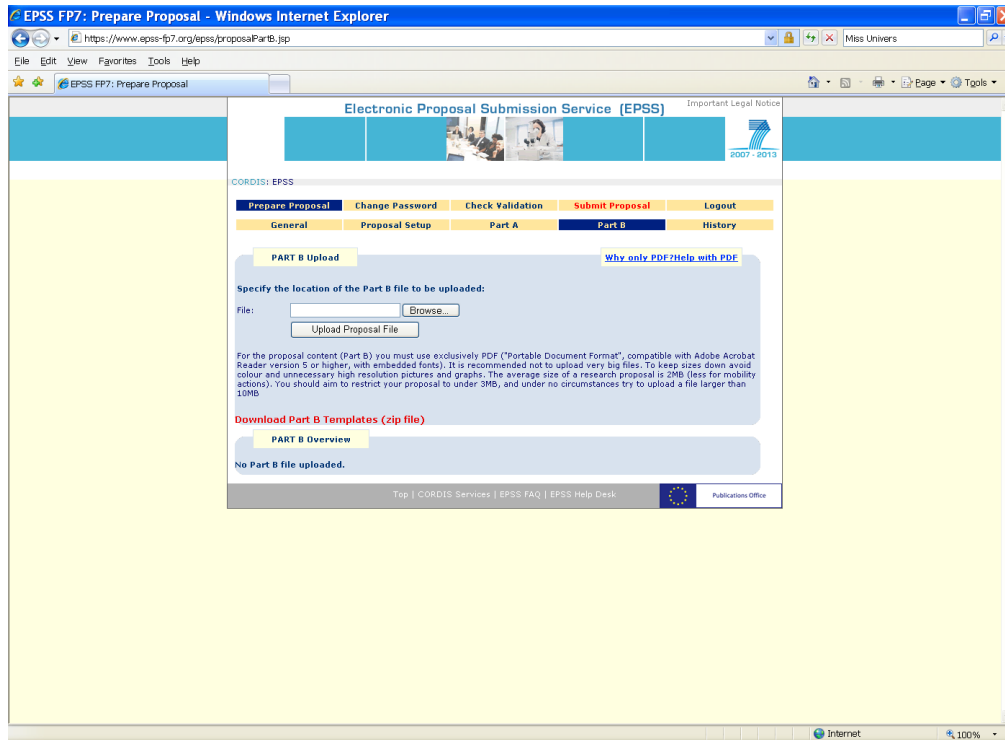 EPSS FP7: Prepare Proposal - Windows Internet Explorer
https://www.epss-fp7.org/epss/proposalPartB.jsp
Miss Univers
File Edit View Favorites Tools Help
EPSS FP7: Prepare Proposal
Page Tools
Electronic Proposal Submission Service (EPSS)
Important Legal Notice
7
2007 - 2013
CORDIS: EPSS
Prepare Proposal Change Password Check Validation Submit Proposal Logout
General Proposal Setup Part A Part B History
PART B Upload
Why only PDF?Help with PDF
Specify the location of the Part B file to be uploaded:
File: Browse...
Upload Proposal File
For the proposal content (Part B) you must use exclusively PDF ("Portable Document Format", compatible with Adobe Acrobat
Reader version 5 or higher, with embedded fonts). It is recommended not to upload very big files. To keep sizes down avoid
colour and unnecessary high resolution pictures and graphs. The average size of a research proposal is 2MB (less for mobility
actions). You should aim to restrict your proposal to under 3MB, and under no circumstances try to upload a file larger than
10MB
Download Part B Templates (zip file)
PART B Overview
No Part B file uploaded.
Top | CORDIS Services | EPSS FAQ | EPSS Help Desk
Publications Office
Internet
100%